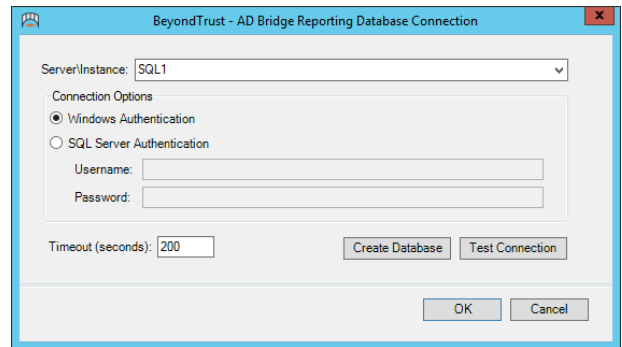 BeyondTrust - AD Bridge Reporting Database Connection
x
Server\Instance: SQL1
Connection Options
Windows Authentication
SQL Server Authentication
Username:
Password:
Timeout (seconds): 200 Create Database Test Connection
OK Cancel